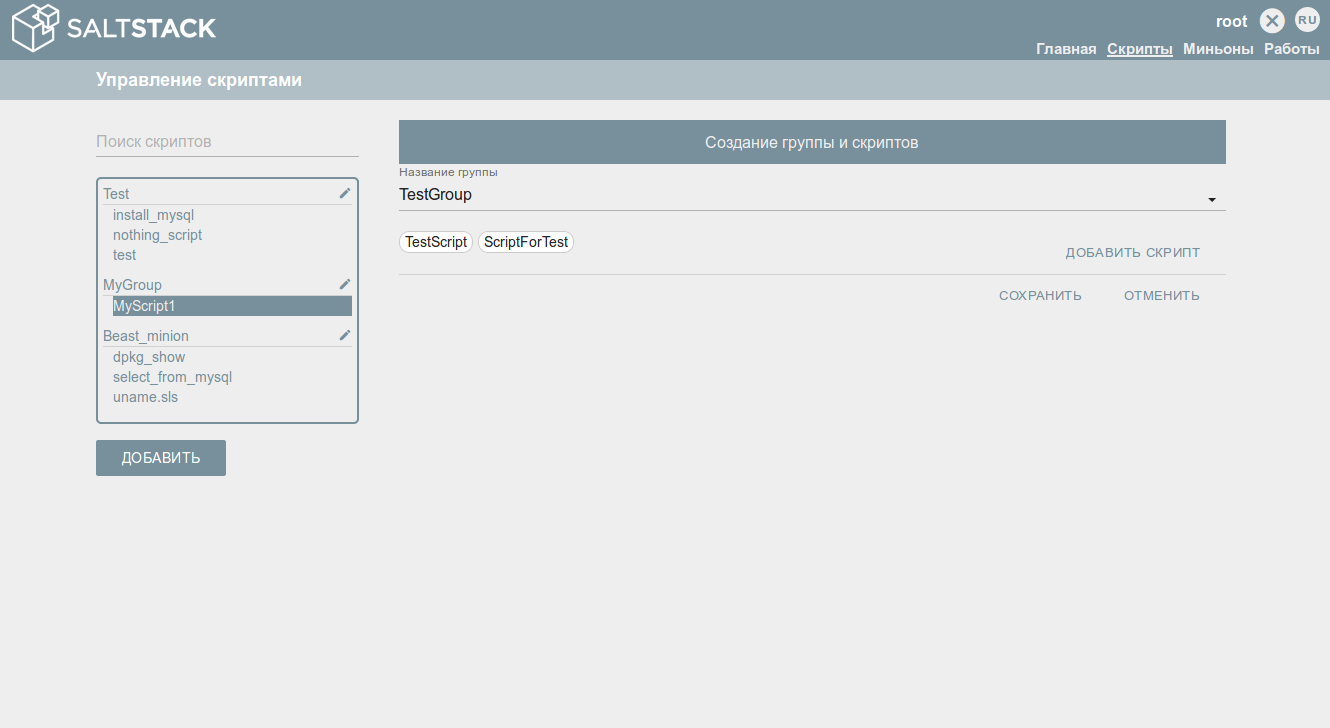 SALTSTACK
root
RU
Главная Скрипты Миньоны Работы
Управление скриптами
Поиск скриптов
Test
install_mysql
nothing_script
test
MyGroup
MyScript1
Beast_minion
dpkg_show
select_from_mysql
uname.sls
ДОБАВИТЬ
Создание группы и скриптов
Название группы
TestGroup
TestScript ScriptForTest
ДОБАВИТЬ СКРИПТ
СОХРАНИТЬ ОТМЕНИТЬ